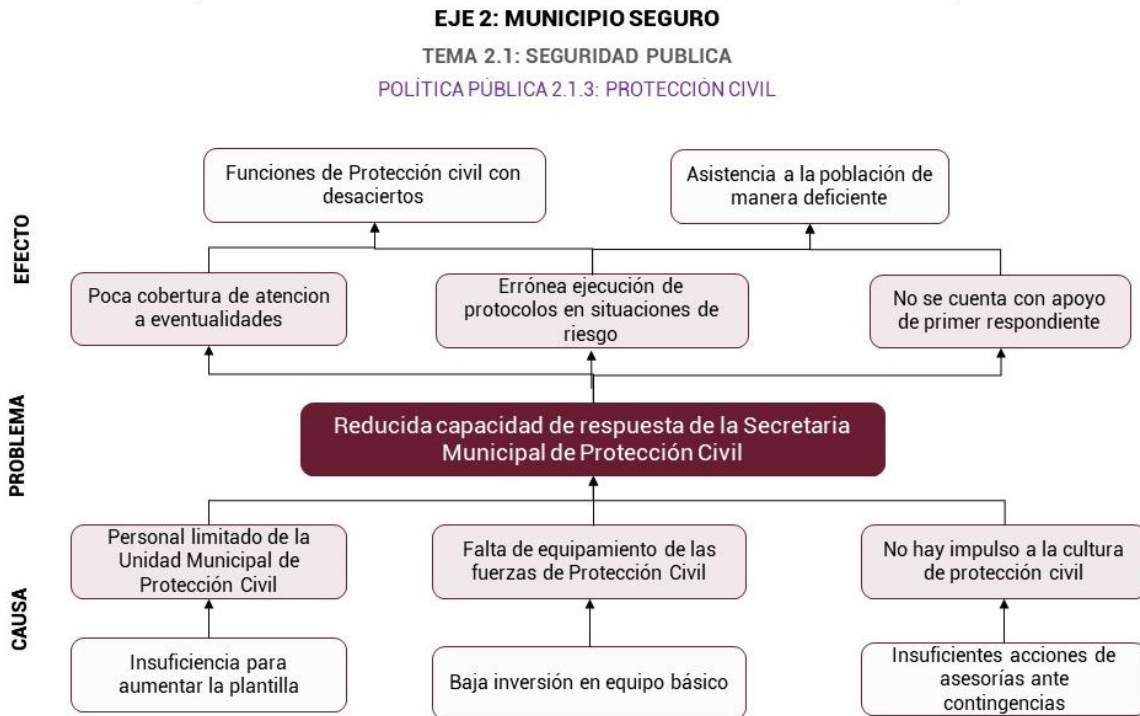 EJE 2: MUNICIPIO SEGURO
TEMA 2.1: SEGURIDAD PUBLICA
POLÍTICA PÚBLICA 2.1.3: PROTECCIÓN CIVIL
EFECTO
Funciones de Protección civil con
desaciertos
Asistencia a la población de
manera deficiente
Poca cobertura de atencion
a eventualidades
Errónea ejecución de
protocolos en situaciones de
riesgo
No se cuenta con apoyo
de primer respondiente
PROBLEMA
Reducida capacidad de respuesta de la Secretaria
Municipal de Protección Civil
CAUSA
Personal limitado de la
Unidad Municipal de
Protección Civil
Falta de equipamiento de las
fuerzas de Protección Civil
No hay impulso a la cultura
de protección civil
Insuficiencia para
aumentar la plantilla
Baja inversión en equipo básico
Insuficientes acciones de
asesorías ante
contingencias